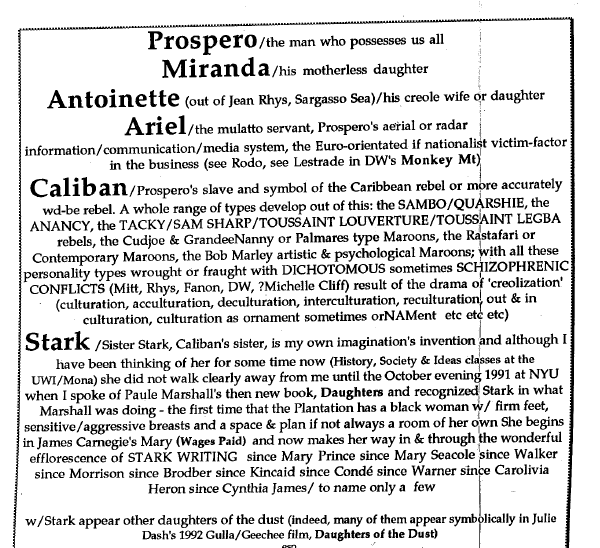 Prospero/the man who possesses us all
Miranda/his motherless daughter
Antoinette (out of Jean Rhys, Sargasso Sea)/his creole wife or daughter
Ariel/the mulatto servant, Prospero's aerial or radar
information/communication/media system, the Euro-orientated if nationalist victim-factor
in the business (see Rodo, see Lestrade in DW's Monkey Mt)
Caliban/Prospero's slave and symbol of the Caribbean rebel or more accurately
wd-be rebel. A whole range of types develop out of this: the SAMBO/QUARSHIE, the
ANANCY, the TACKY/SAM SHARP/TOUSSAINT LOUVERTURE/TOUSSAINT LEGBA
rebels, the Cudjoe & GrandeeNanny or Palmares type Maroons, the Rastafari or
Contemporary Maroons, the Bob Marley artistic & psychological Maroons; with all these
personality types wrought or fraught with DICHOTOMOUS sometimes SCHIZOPHRENIC
CONFLICTS (Mitt, Rhys, Fanon, DW, ?Michelle Cliff) result of the drama of 'creolization'
(culturation, acculturation, deculturation, interculturation, reculturation, out & in
culturation, culturation as ornament sometimes orNAMent etc etc etc)
Stark /Sister Stark, Caliban's sister, is my own imagination's invention and although I
have been thinking of her for some time now (History, Society & Ideas classes at the
UWI/Mona) she did not walk clearly away from me until the October evening 1991 at NYU
when I spoke of Paule Marshall's then new book, Daughters and recognized Stark in what
Marshall was doing - the first time that the Plantation has a black woman w/ firm feet,
sensitive/aggressive breasts and a space & plan if not always a room of her own She begins
in James Carnegie's Mary (Wages Paid) and now makes her way in & through the wonderful
efflorescence of STARK WRITING since Mary Prince since Mary Seacole since Walker
since Morrison since Brodber since Kincaid since Condé since Warner since Carolivia
Heron since Cynthia James/ to name only a few
w/Stark appear other daughters of the dust (indeed, many of them appear symbolically in Julie
Dash's 1992 Gulla/Geechee film, Daughters of the Dust)